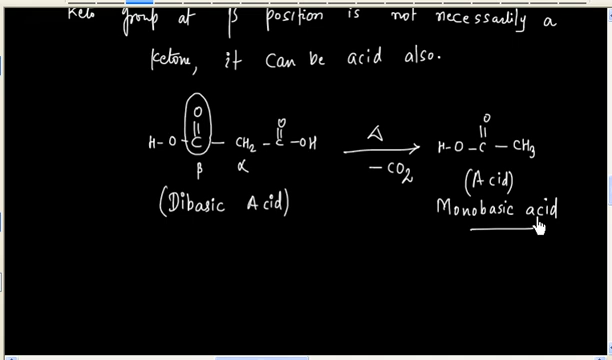 Keto group at β position is not necessarily a
ketone, it can be acid also.
O O O
H-O-C-CH2-C-OH Δ H-O-C-CH3
β α -CO2 (Acid)
(Dibasic Acid) Monobasic acid